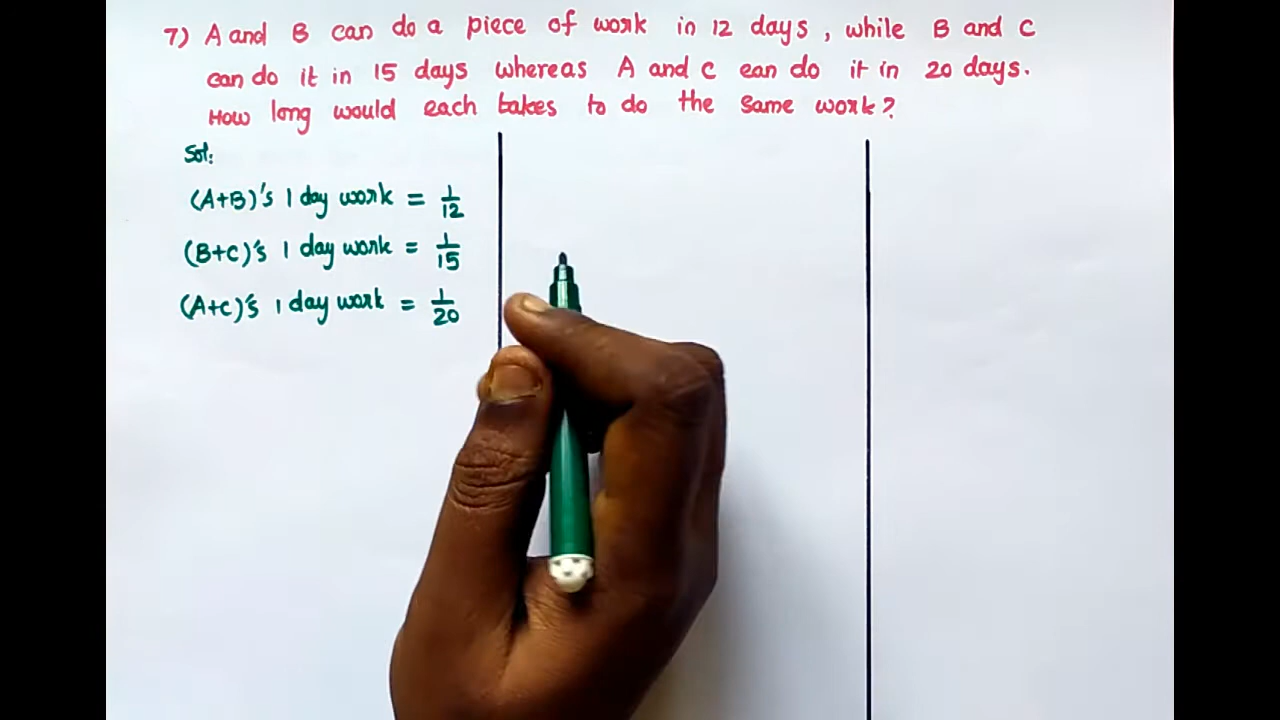 7) A and B can do a piece of work in 12 days, while B and C
can do it in 15 days whereas A and C can do it in 20 days.
How long would each takes to do the same work?
Sol:
(A+B)'s 1 day work = 1/12
(B+C)'s 1 day work = 1/15
(A+C)'s 1 day work = 1/20